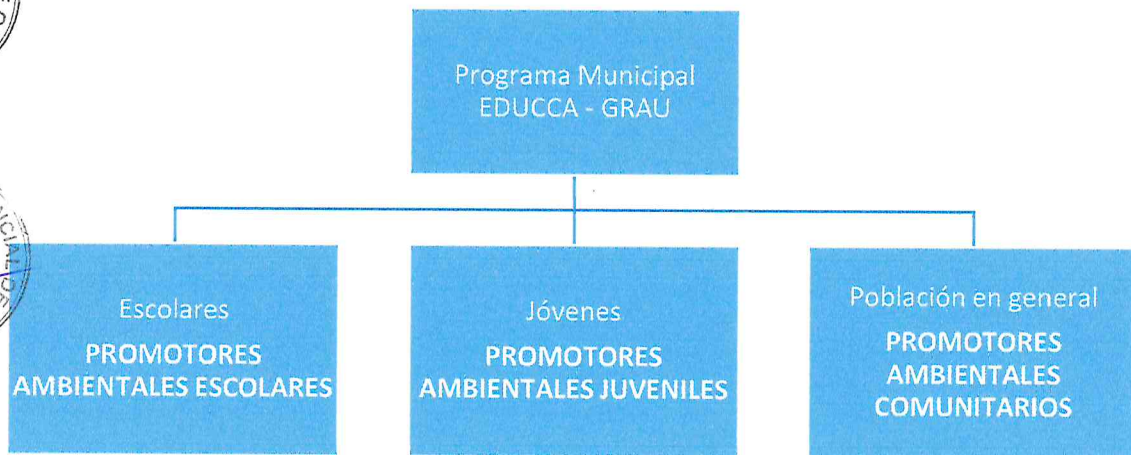 Programa Municipal
EDUCCA - GRAU
Escolares
PROMOTORES
AMBIENTALES ESCOLARES
Jóvenes
PROMOTORES
AMBIENTALES JUVENILES
Población en general
PROMOTORES
AMBIENTALES
COMUNITARIOS